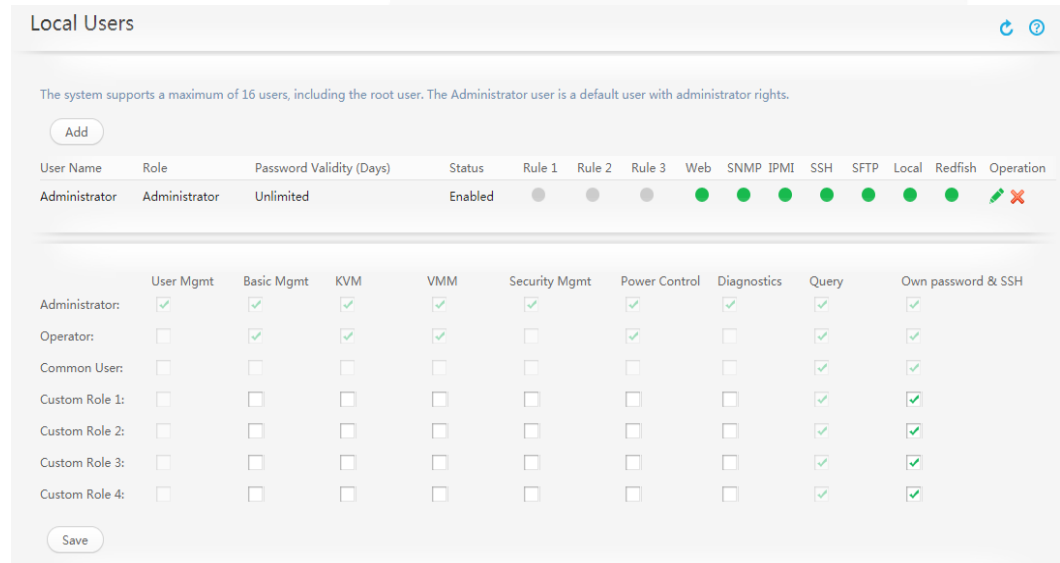 Local Users
The system supports a maximum of 16 users, including the root user. The Administrator user is a default user with administrator rights.
Add
User Name Role Password Validity (Days) Status Rule 1 Rule 2 Rule 3 Web SNMP IPMI SSH SFTP Local Redfish Operation
Administrator Administrator Unlimited Enabled
User Mgmt Basic Mgmt KVM VMM Security Mgmt Power Control Diagnostics Query Own password & SSH
Administrator:
Operator:
Common User:
Custom Role 1:
Custom Role 2:
Custom Role 3:
Custom Role 4:
Save